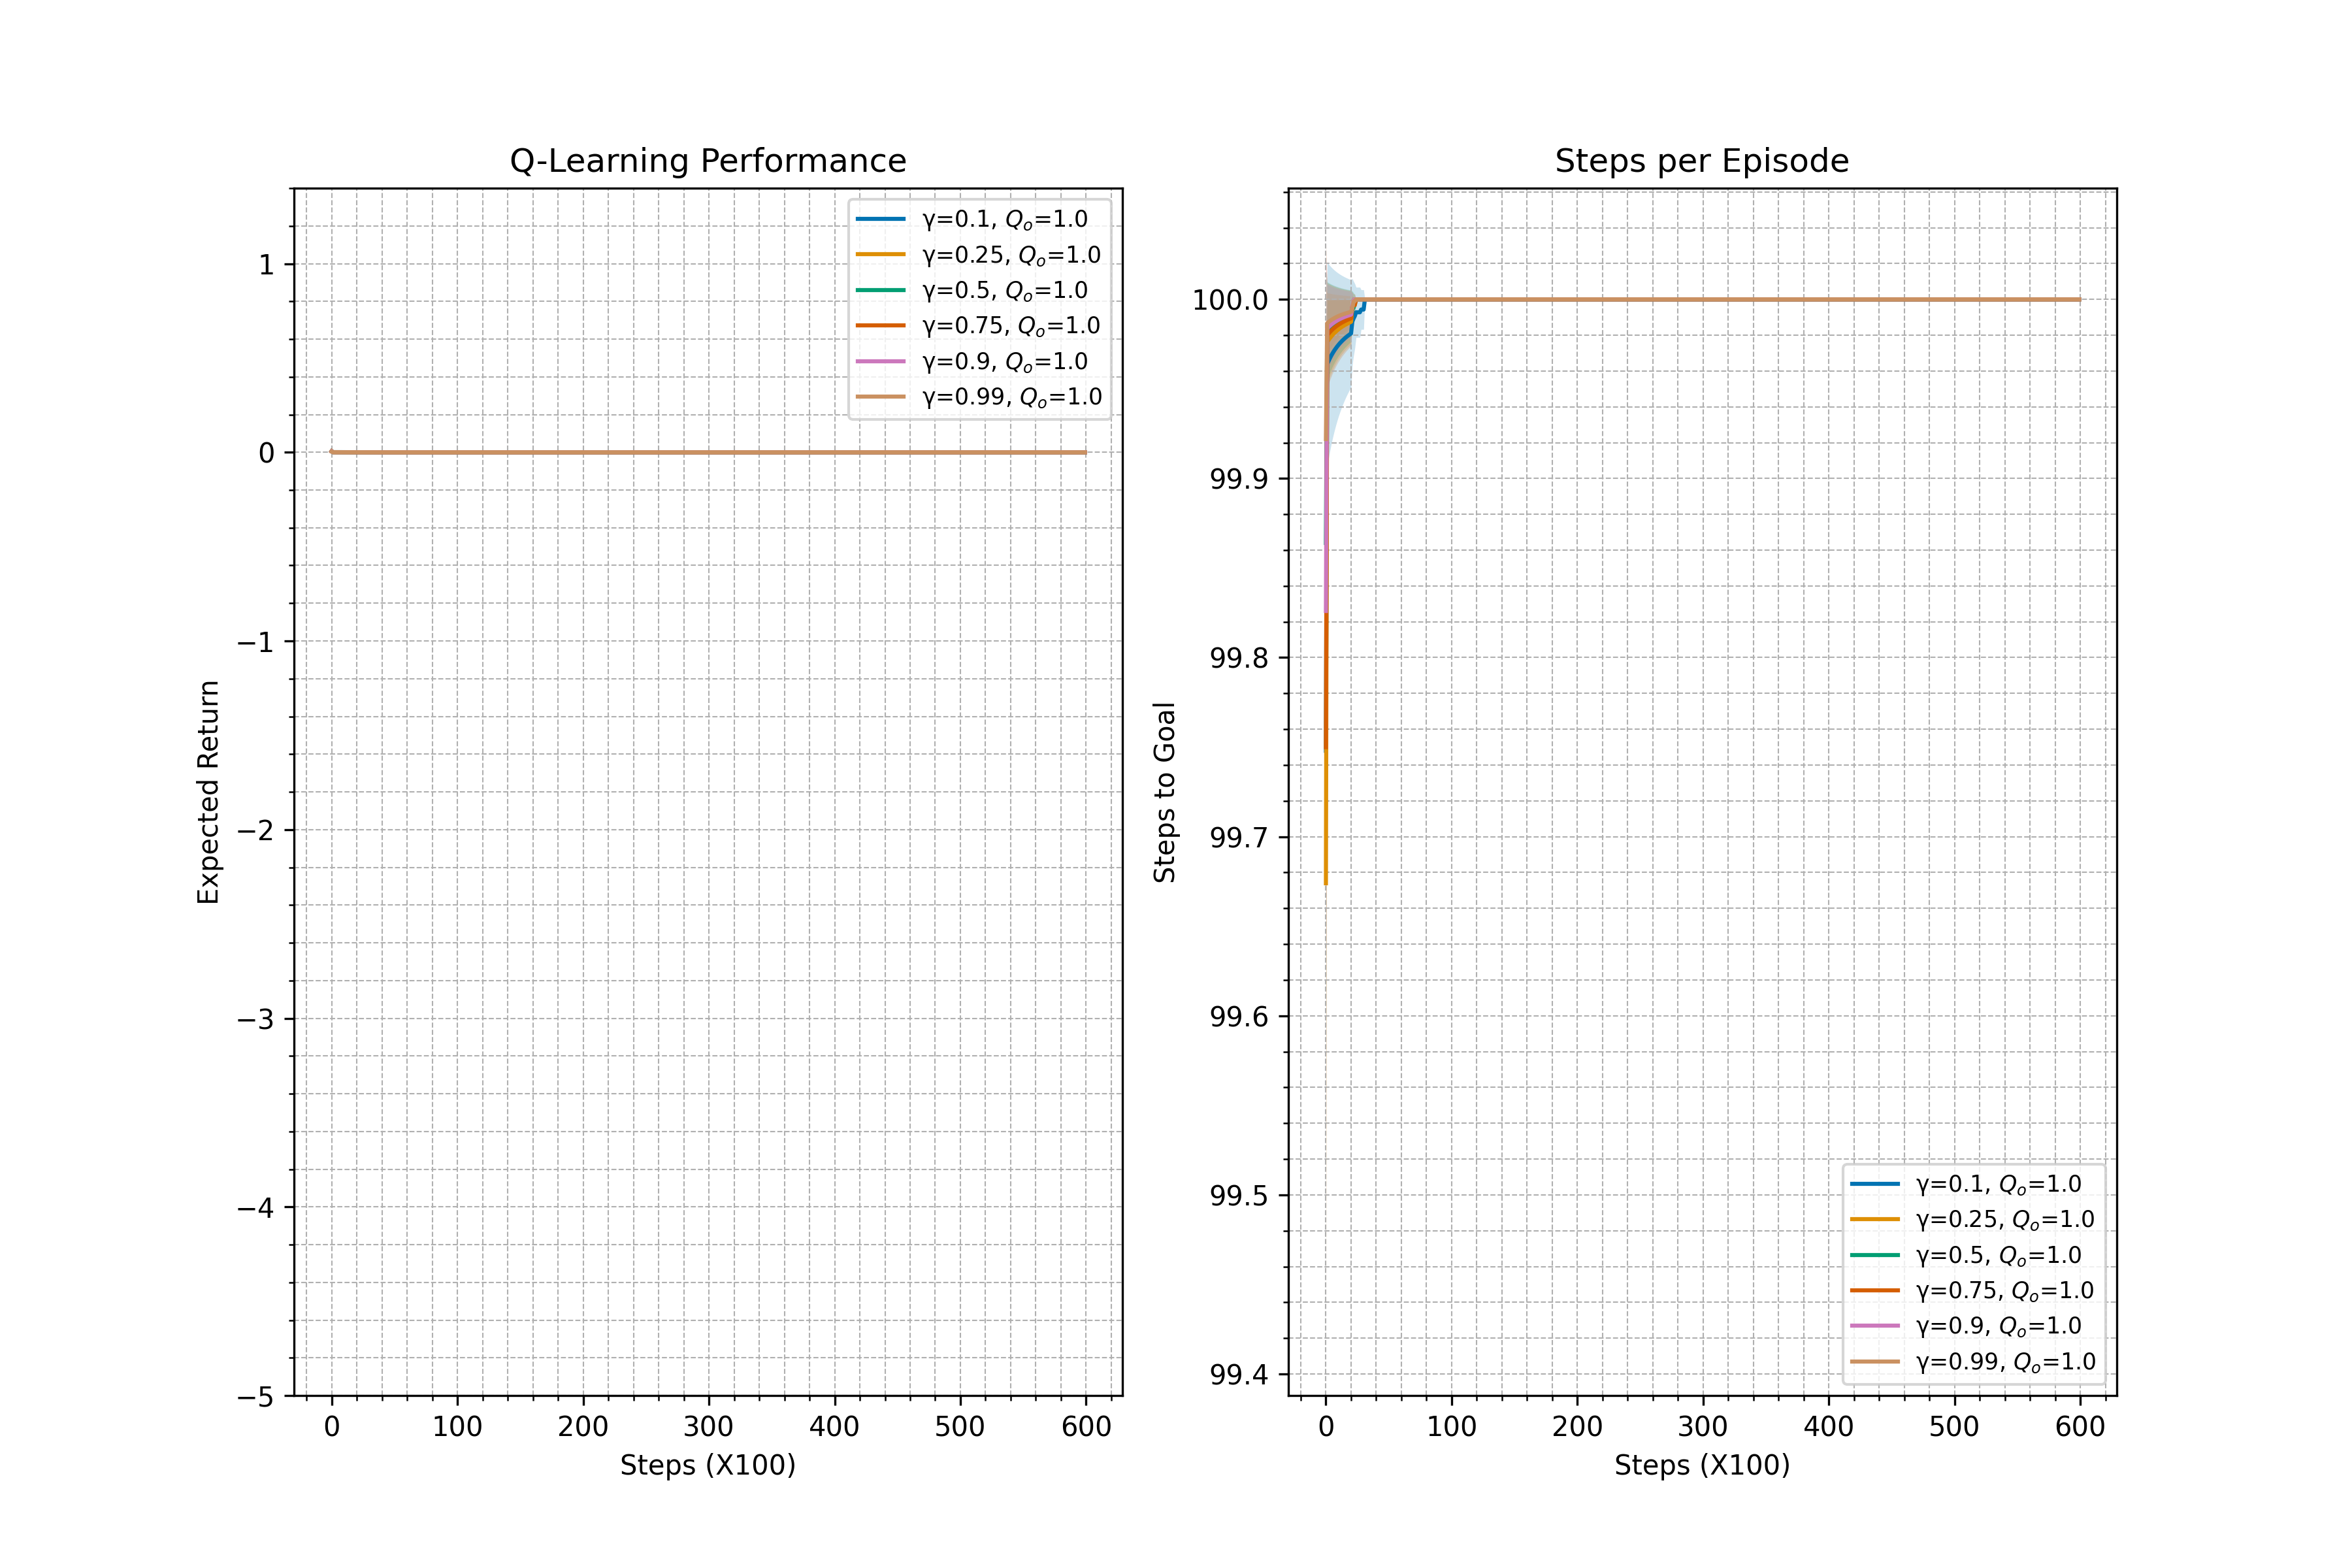 Q-Learning Performance
γ=0.1, Qₒ=1.0
γ=0.25, Qₒ=1.0
γ=0.5, Qₒ=1.0
γ=0.75, Qₒ=1.0
γ=0.9, Qₒ=1.0
γ=0.99, Qₒ=1.0
1
0
−1
−2
−3
−4
−5
Expected Return
0 100 200 300 400 500 600
Steps (X100)
Steps per Episode
100.0
99.9
99.8
99.7
99.6
99.5
99.4
Steps to Goal
γ=0.1, Qₒ=1.0
γ=0.25, Qₒ=1.0
γ=0.5, Qₒ=1.0
γ=0.75, Qₒ=1.0
γ=0.9, Qₒ=1.0
γ=0.99, Qₒ=1.0
0 100 200 300 400 500 600
Steps (X100)